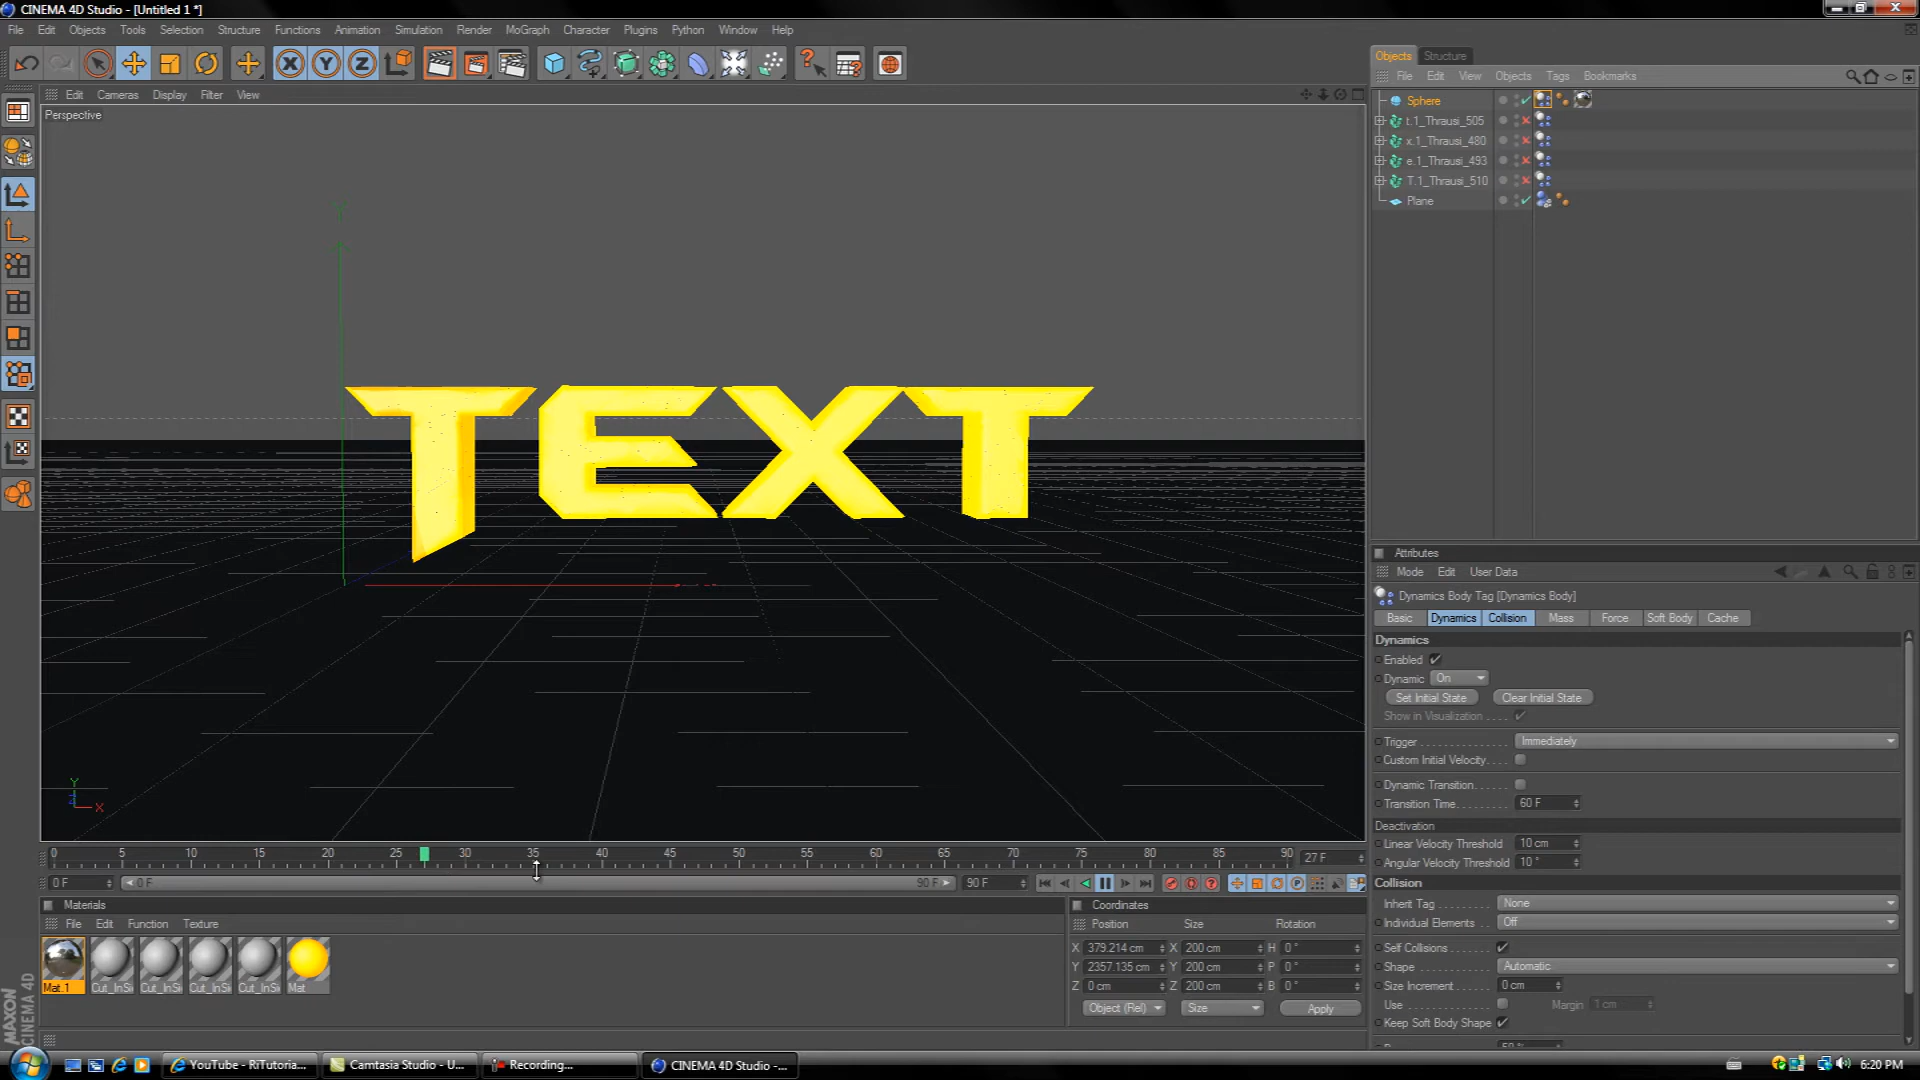 CINEMA 4D Studio - [Untitled 1 *]
File Edit Objects Tools Selection Structure Functions Animation Simulation Render MoGraph Character Plugins Python Window Help
Objects Structure
File Edit View Objects Tags Bookmarks
Edit Cameras Display Filter View
Perspective
Sphere
t.1_Thrausi_505
x.1_Thrausi_480
e.1_Thrausi_493
T.1_Thrausi_510
Plane
TEXT
Y
Z
X
Attributes
Mode Edit User Data
Dynamics Body Tag [Dynamics Body]
Basic Dynamics Collision Mass Force Soft Body Cache
Dynamics
Enabled
Dynamic On
Set Initial State Clear Initial State
Show in Visualization
Trigger Immediately
Custom Initial Velocity
Dynamic Transition
Transition Time 60 F
Deactivation
Linear Velocity Threshold 10 cm
Angular Velocity Threshold 10 °
Collision
Inherit Tag None
Individual Elements Off
Self Collisions
Shape Automatic
Size Increment 0 cm
Use Margin 1 cm
Keep Soft Body Shape
0 5 10 15 20 25 30 35 40 45 50 55 60 65 70 75 80 85 90 27 F
0 F 0 F 90 F 90 F
Materials
File Edit Function Texture
Mat.1 Cut_InSi Cut_InSi Cut_InSi Cut_InSi Mat
Coordinates
Position Size Rotation
X 379.214 cm X 200 cm H 0 °
Y 2357.135 cm Y 200 cm P 0 °
Z 0 cm Z 200 cm B 0 °
Object (Rel) Size Apply
MAXON
CINEMA 4D
YouTube - RiTutoria... Camtasia Studio - U... Recording... CINEMA 4D Studio -... 6:20 PM